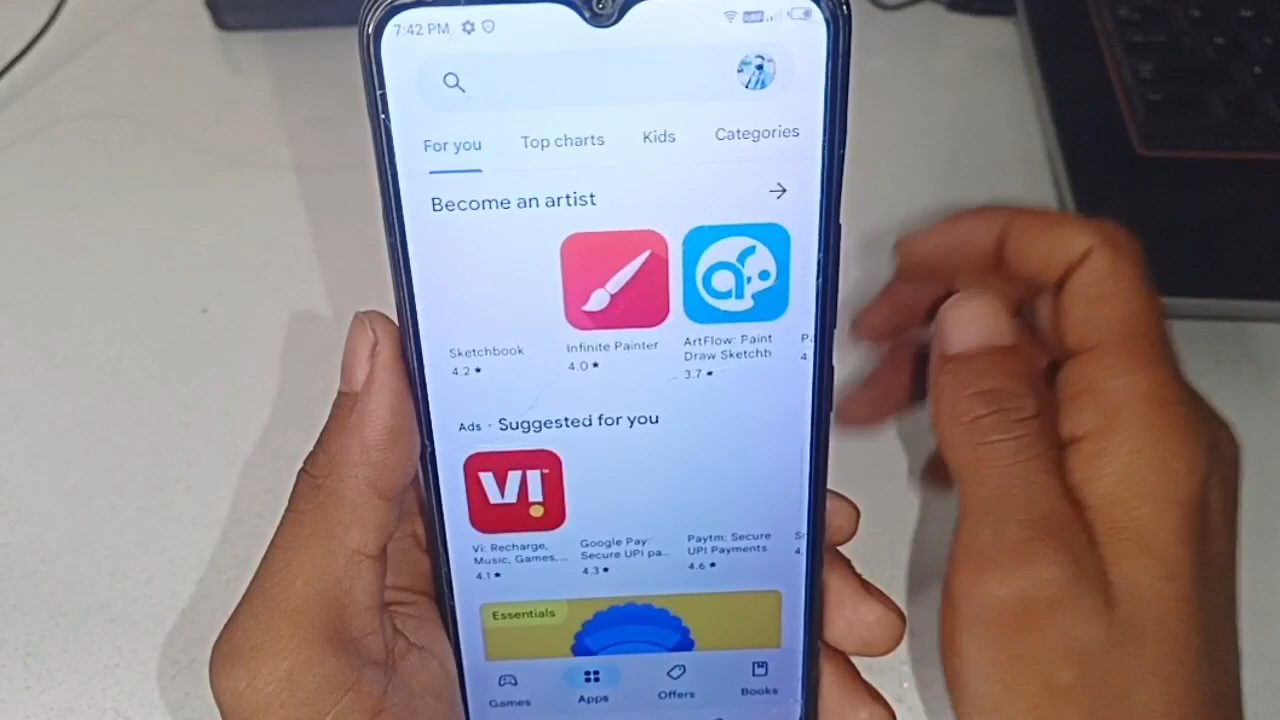 7:42 PM
For you Top charts Kids Categories
Become an artist
Sketchbook
4.2 ★
Infinite Painter
4.0 ★
ArtFlow: Paint
Draw Sketchb
3.7 ★
4.
Ads · Suggested for you
VI
Vi: Recharge,
Music, Games,...
4.1 ★
Google Pay:
Secure UPI pa...
4.3 ★
Paytm: Secure
UPI Payments
4.6 ★
4.
Essentials
Games Apps Offers Books